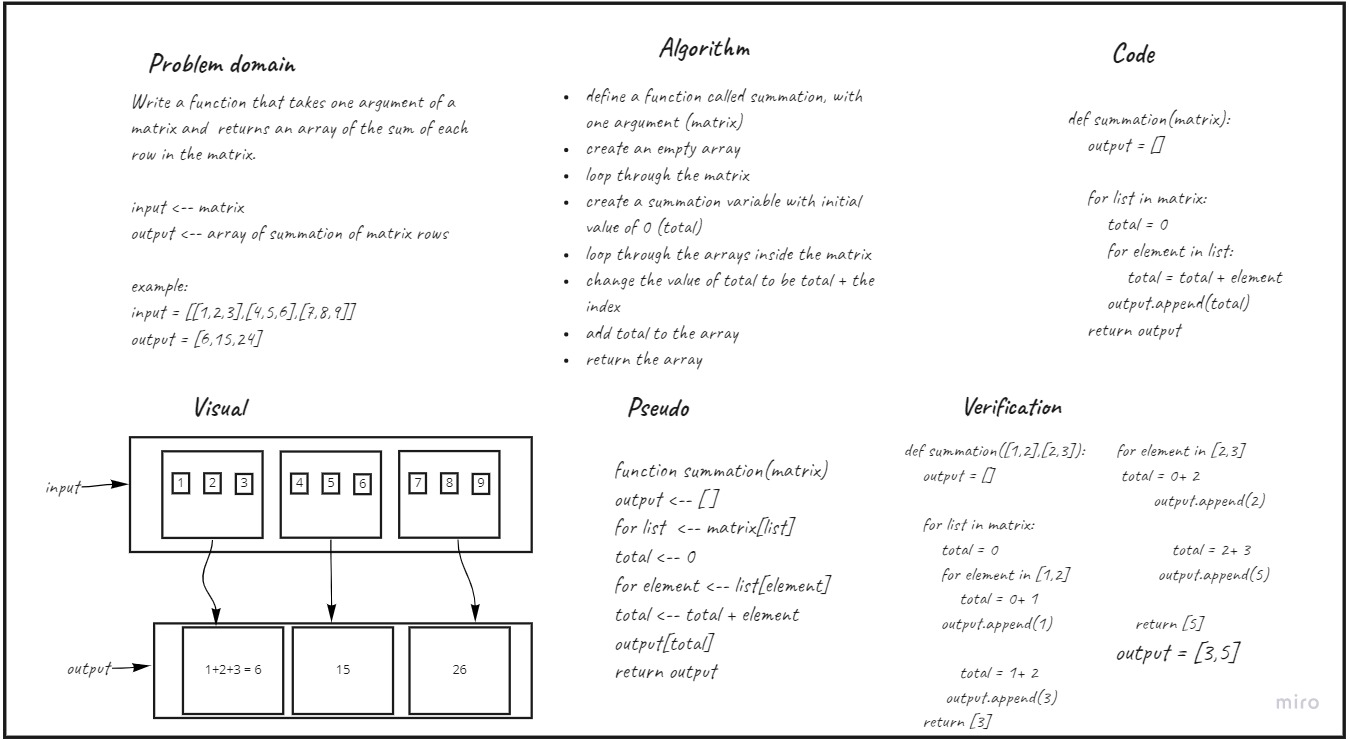 Problem domain
Write a function that takes one argument of a
matrix and returns an array of the sum of each
row in the matrix.
input <-- matrix
output <-- array of summation of matrix rows
example:
input = [[1,2,3],[4,5,6],[7,8,9]]
output = [6,15,24]
Algorithm
• define a function called summation, with
one argument (matrix)
• create an empty array
• loop through the matrix
• create a summation variable with initial
value of 0 (total)
• loop through the arrays inside the matrix
• change the value of total to be total + the
index
• add total to the array
• return the array
Code
def summation(matrix):
output = []
for list in matrix:
total = 0
for element in list:
total = total + element
output.append(total)
return output
Visual
input
1 2 3 4 5 6 7 8 9
output
1+2+3 = 6 15 26
Pseudo
function summation(matrix)
output <-- []
for list <-- matrix[list]
total <-- 0
for element <-- list[element]
total <-- total + element
output[total]
return output
Verification
def summation([1,2],[2,3]):
output = []
for list in matrix:
total = 0
for element in [1,2]
total = 0+ 1
output.append(1)
total = 1+ 2
output.append(3)
return [3]
for element in [2,3]
total = 0+ 2
output.append(2)
total = 2+ 3
output.append(5)
return [5]
output = [3,5]
miro